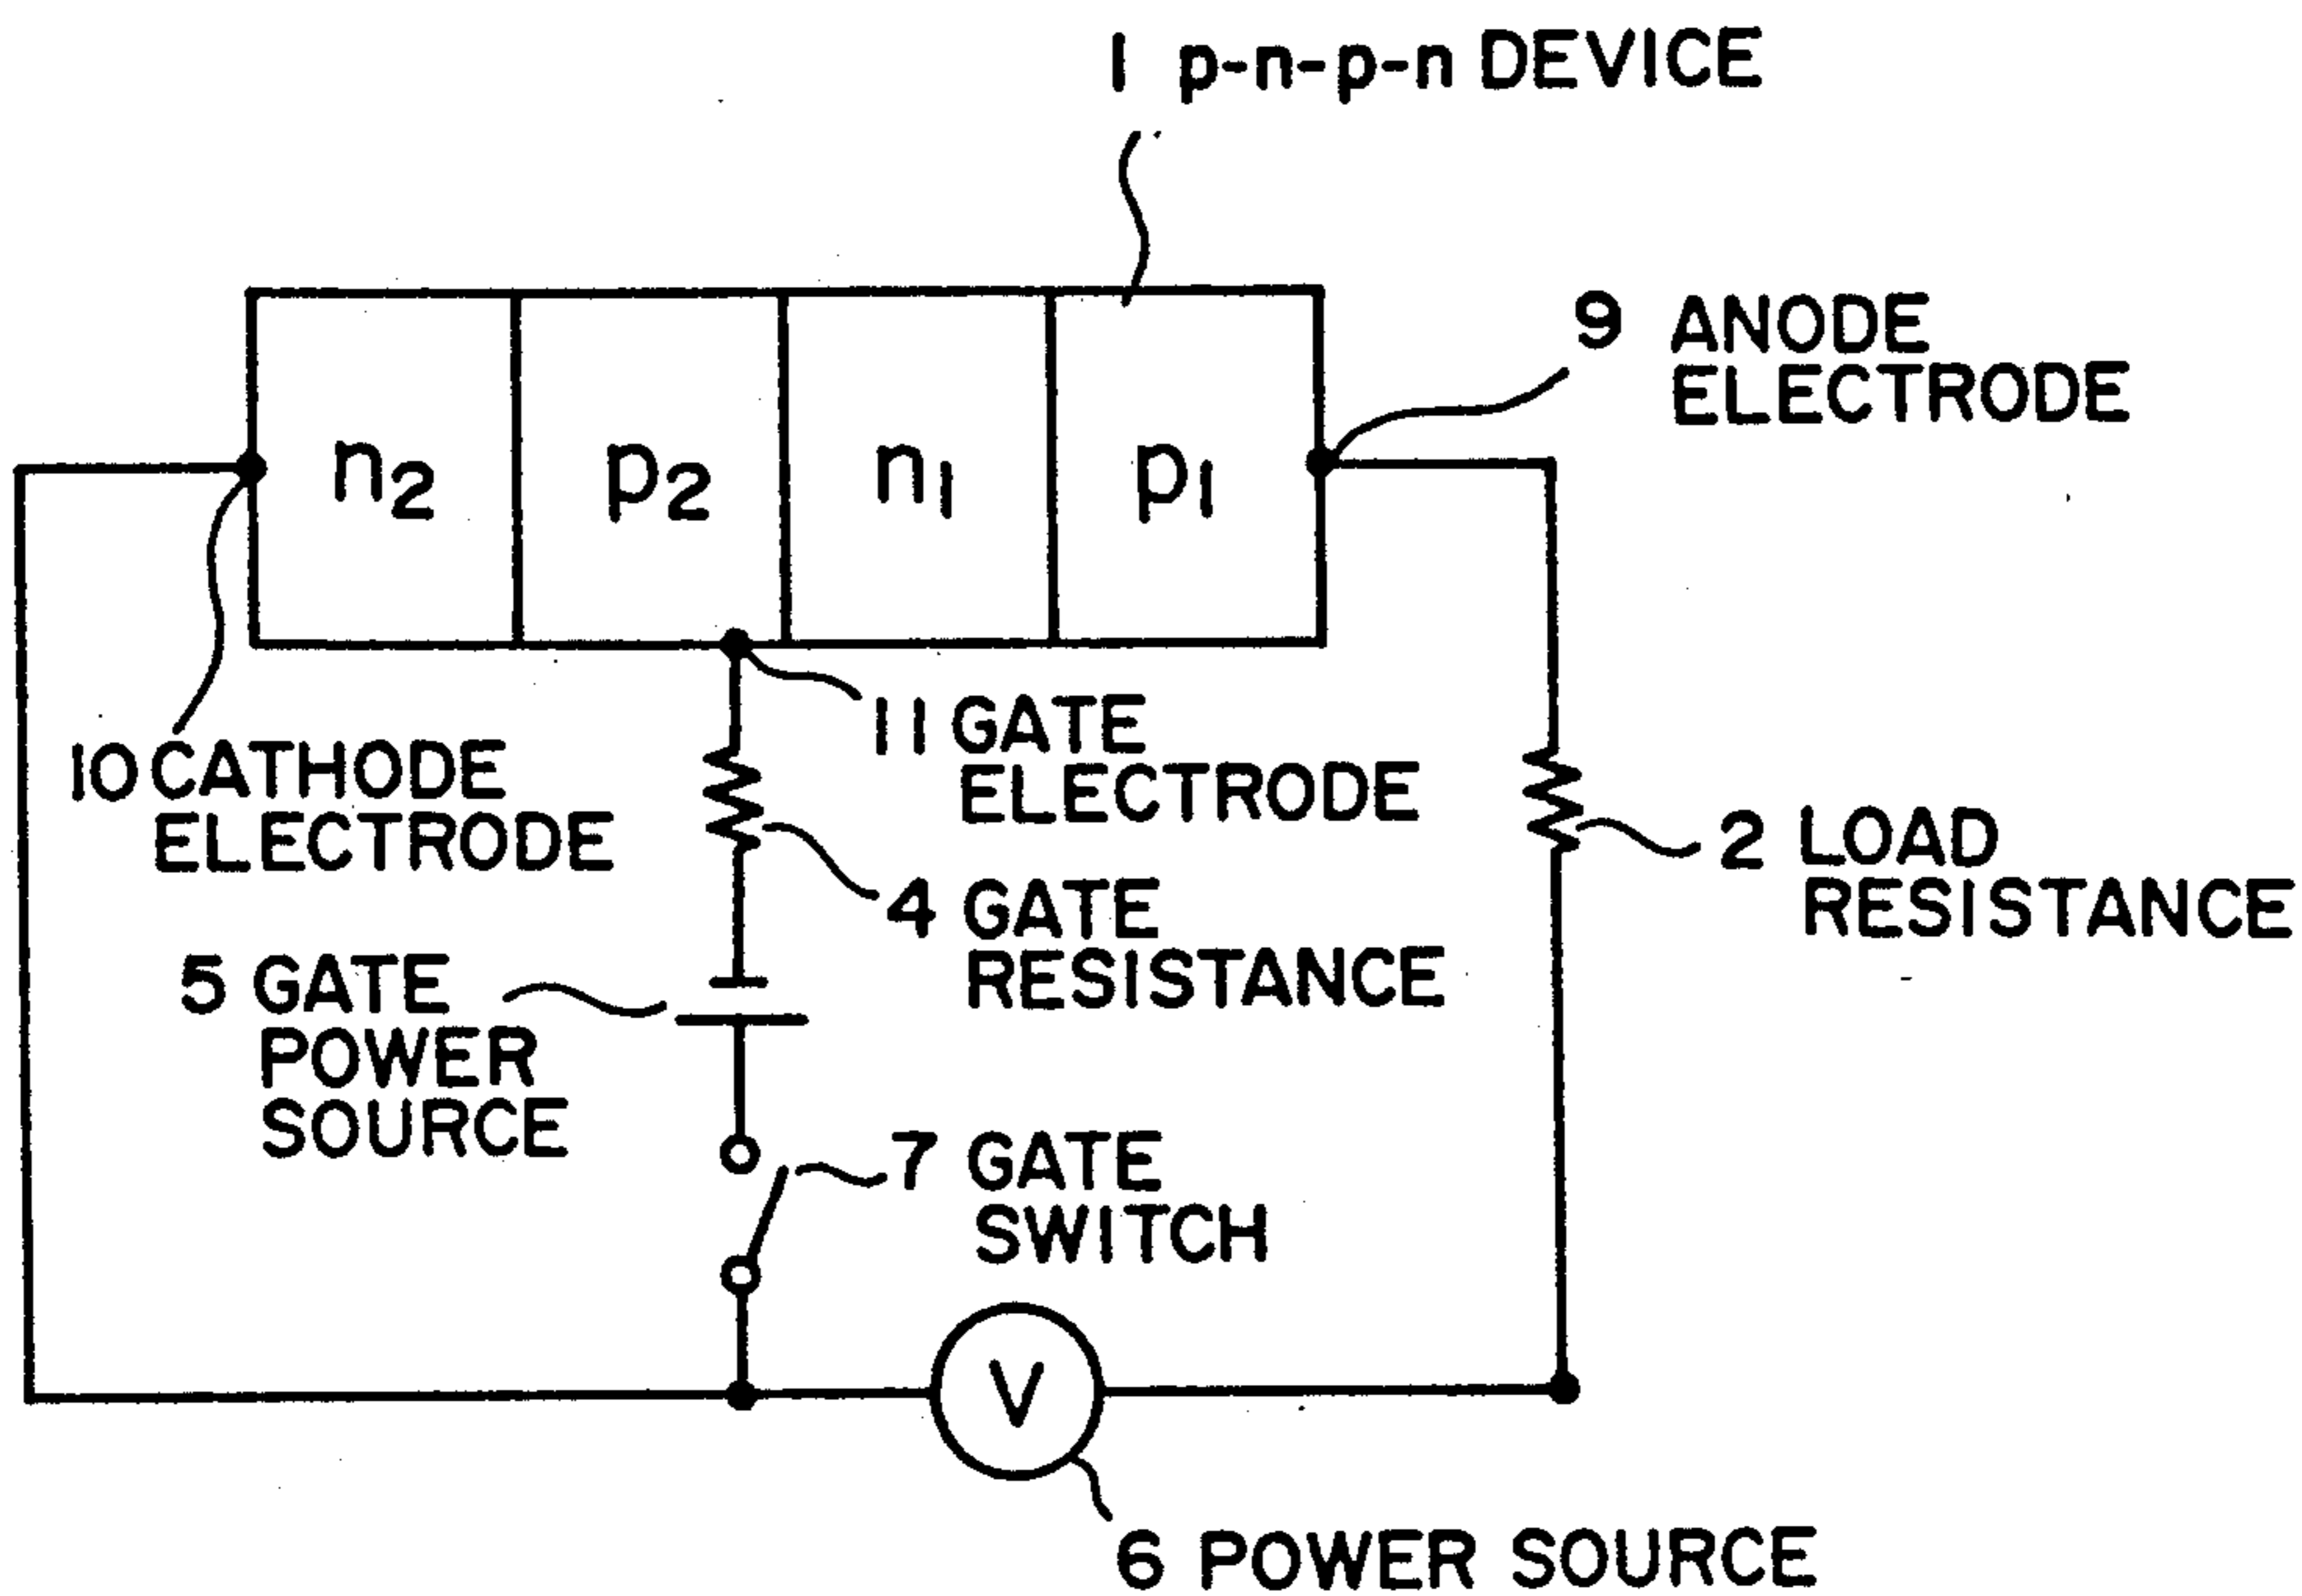 1 p-n-p-n DEVICE
9 ANODE
ELECTRODE
n2
p2
n1
p1
11 GATE
ELECTRODE
10 CATHODE
ELECTRODE
2 LOAD
RESISTANCE
4 GATE
RESISTANCE
5 GATE
POWER
SOURCE
7 GATE
SWITCH
V
6 POWER SOURCE